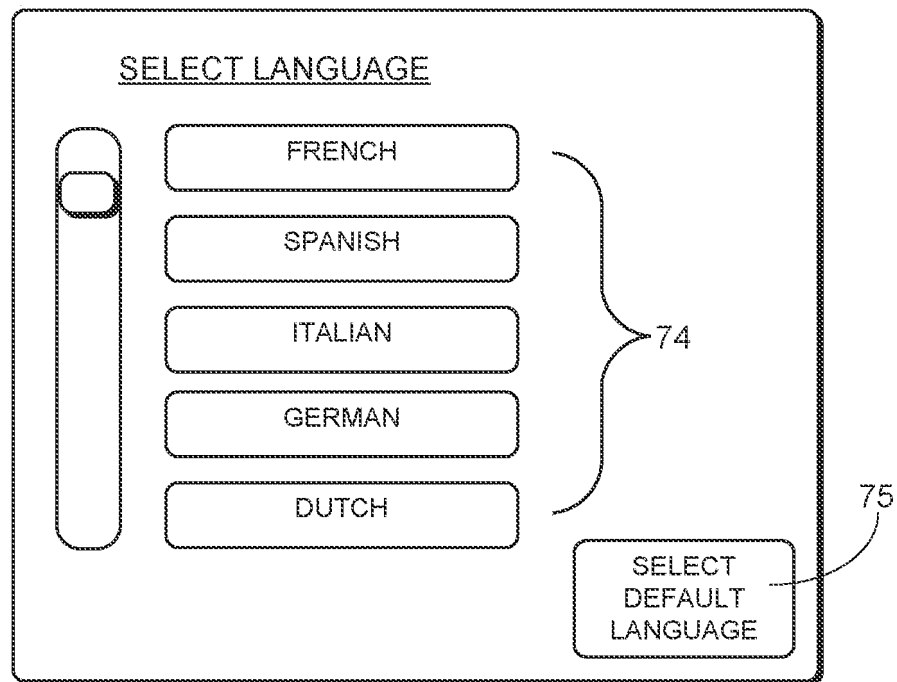 SELECT LANGUAGE
FRENCH
SPANISH
ITALIAN
74
GERMAN
DUTCH
75
SELECT
DEFAULT
LANGUAGE